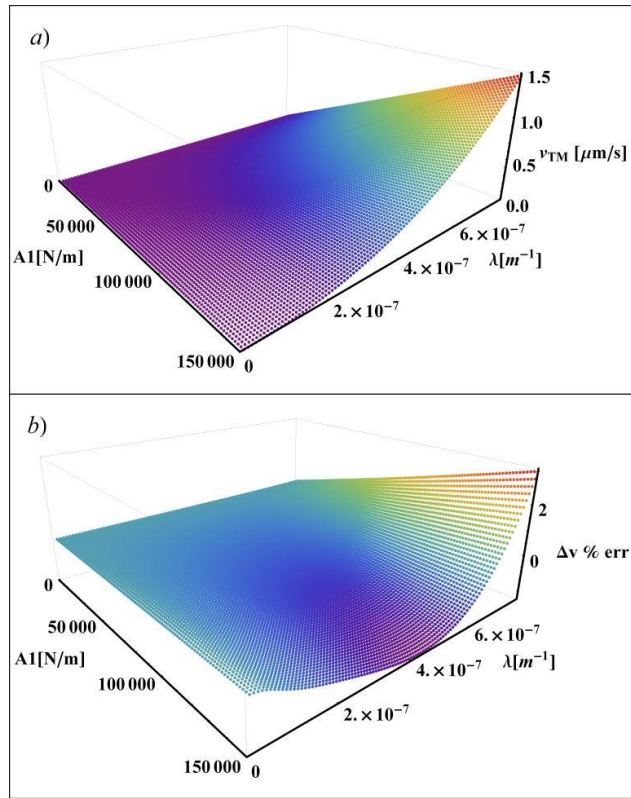 a)
1.5
1.0
0.5
0.0
v_TM [μm/s]
0
50 000
100 000
150 000
A1[N/m]
0
2. × 10⁻⁷
4. × 10⁻⁷
6. × 10⁻⁷
λ[m⁻¹]
b)
2
0
Δv % err
0
50 000
100 000
150 000
A1[N/m]
0
2. × 10⁻⁷
4. × 10⁻⁷
6. × 10⁻⁷
λ[m⁻¹]